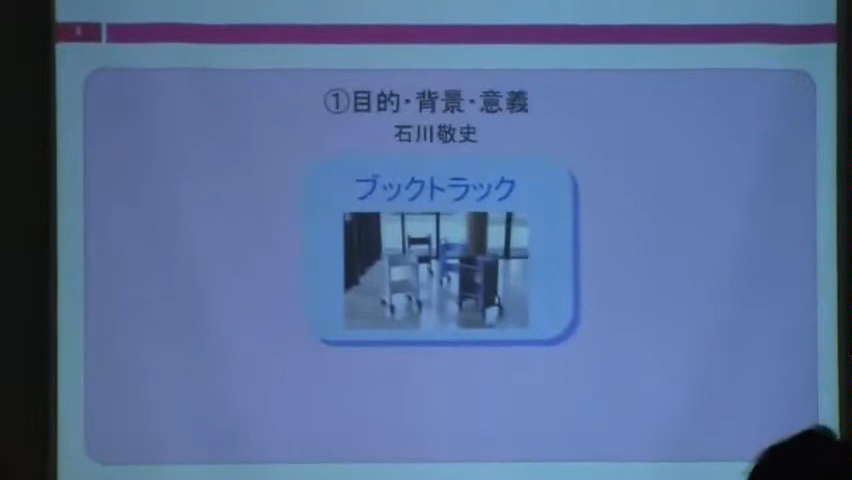 ①目的・背景・意義
石川敬史
ブックトラック